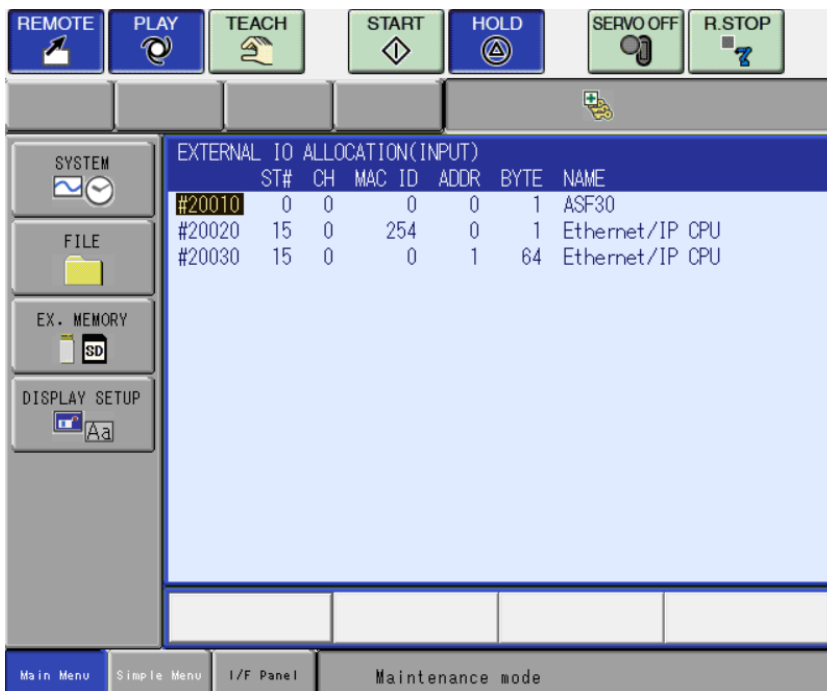 REMOTE PLAY TEACH START HOLD SERVO OFF R.STOP
EXTERNAL IO ALLOCATION(INPUT)
ST# CH MAC ID ADDR BYTE NAME
#20010 0 0 0 0 1 ASF30
#20020 15 0 254 0 1 Ethernet/IP CPU
#20030 15 0 0 1 64 Ethernet/IP CPU
SYSTEM
FILE
EX. MEMORY
SD
DISPLAY SETUP
Aa
Main Menu Simple Menu I/F Panel Maintenance mode